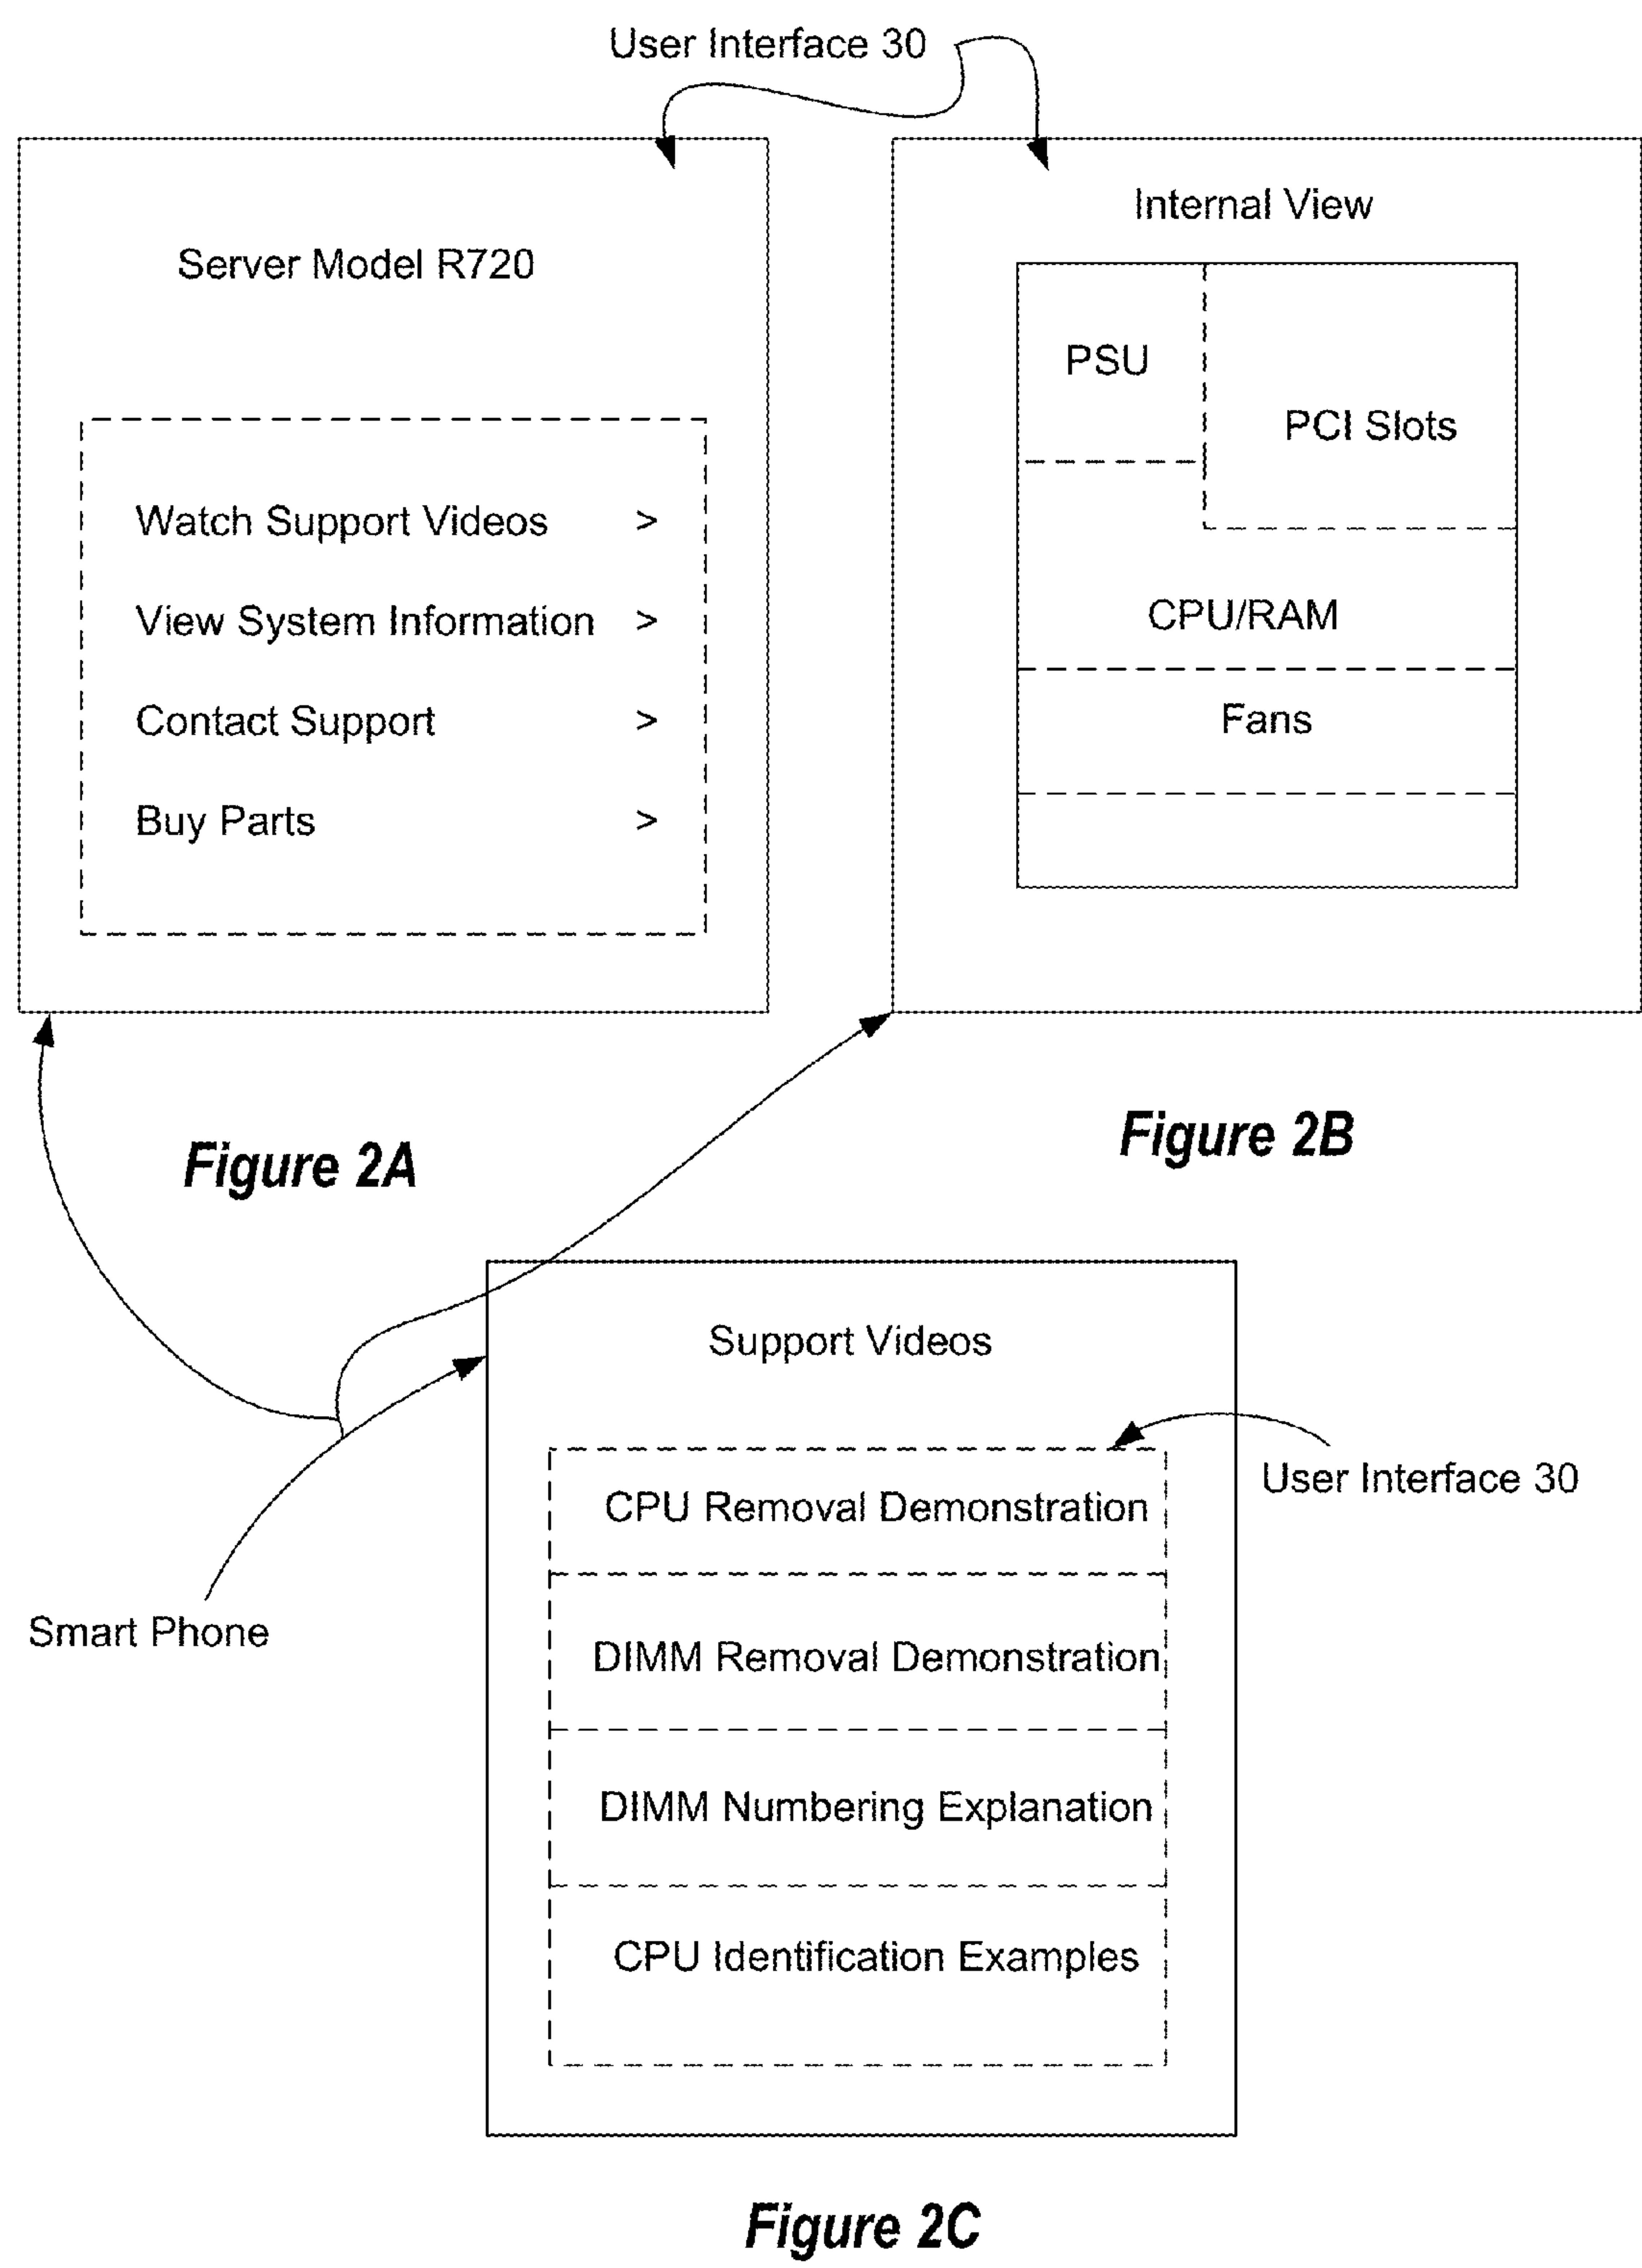 User Interface 30
Server Model R720
Watch Support Videos >
View System Information >
Contact Support >
Buy Parts >
Figure 2A
Internal View
PSU
PCI Slots
CPU/RAM
Fans
Figure 2B
Support Videos
CPU Removal Demonstration
DIMM Removal Demonstration
DIMM Numbering Explanation
CPU Identification Examples
User Interface 30
Smart Phone
Figure 2C